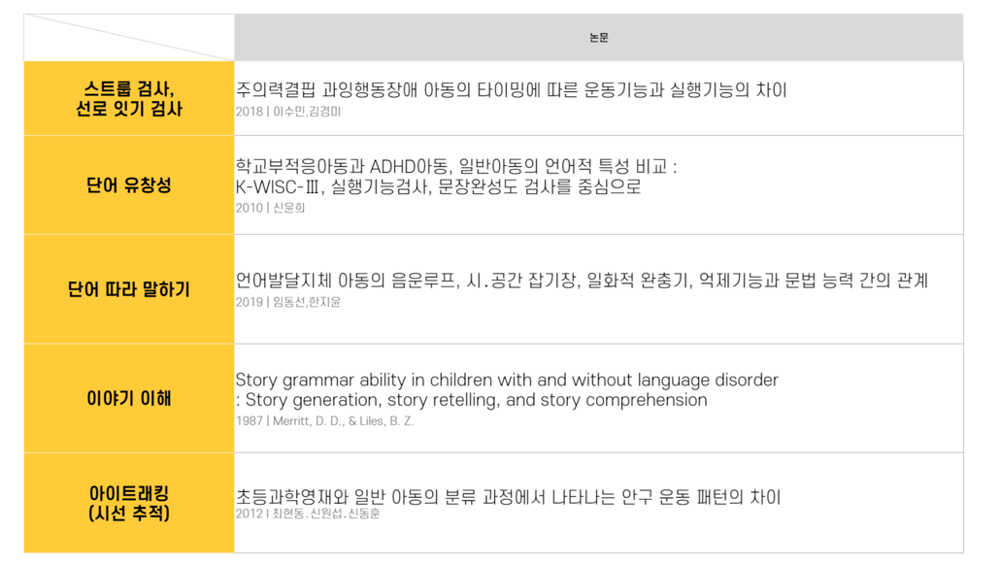 논문
스트룹 검사,
선로 잇기 검사
주의력결핍 과잉행동장애 아동의 타이밍에 따른 운동기능과 실행기능의 차이
2018 | 이수민,김경미
단어 유창성
학교부적응아동과 ADHD아동, 일반아동의 언어적 특성 비교 :
K-WISC-Ⅲ, 실행기능검사, 문장완성도 검사를 중심으로
2010 | 신윤희
단어 따라 말하기
언어발달지체 아동의 음운루프, 시.공간 잡기장, 일화적 완충기, 억제기능과 문법 능력 간의 관계
2019 | 임동선,한지윤
이야기 이해
Story grammar ability in children with and without language disorder
: Story generation, story retelling, and story comprehension
1987 | Merritt, D. D., & Liles, B. Z.
아이트래킹
(시선 추적)
초등과학영재와 일반 아동의 분류 과정에서 나타나는 안구 운동 패턴의 차이
2012 | 최현동.신원섭.신동훈